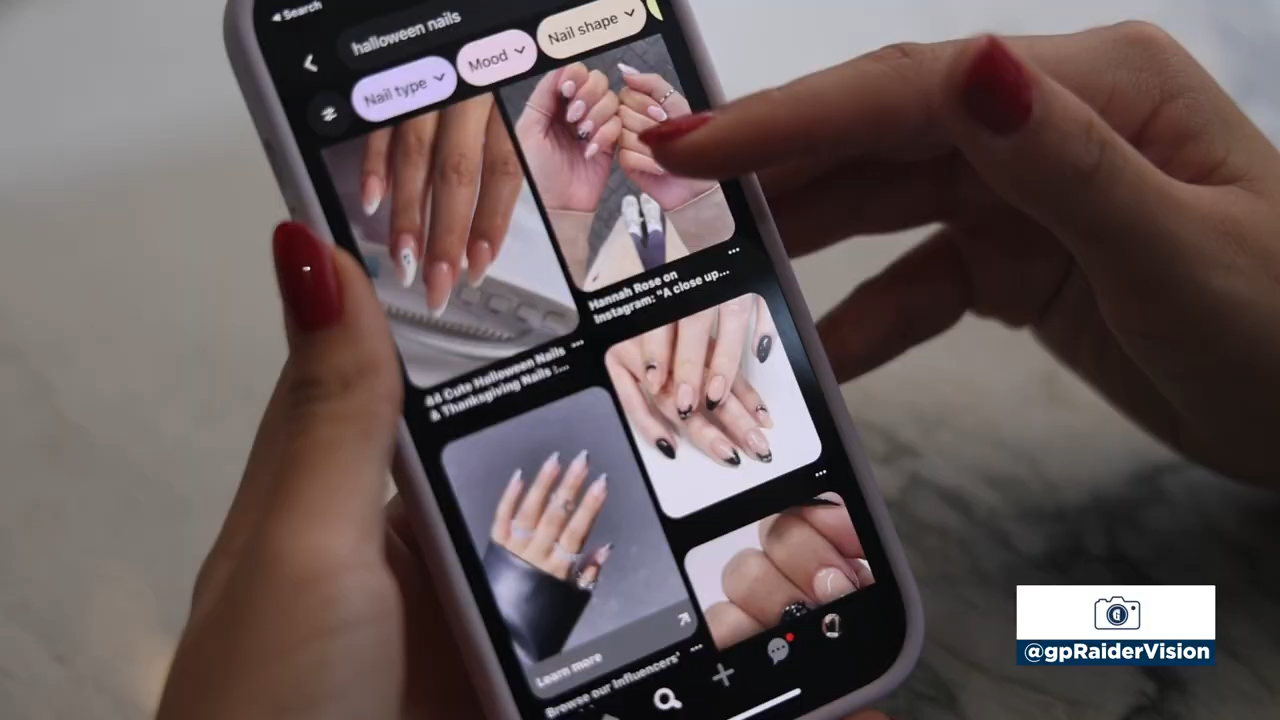 Search
halloween nails
Nail type
Mood
Nail shape
Hannah Rose on
Instagram: "A close up...
44 Cute Halloween Nails
& Thanksgiving Nails :...
Learn more
Browse our Influencers'
@gpRaiderVision